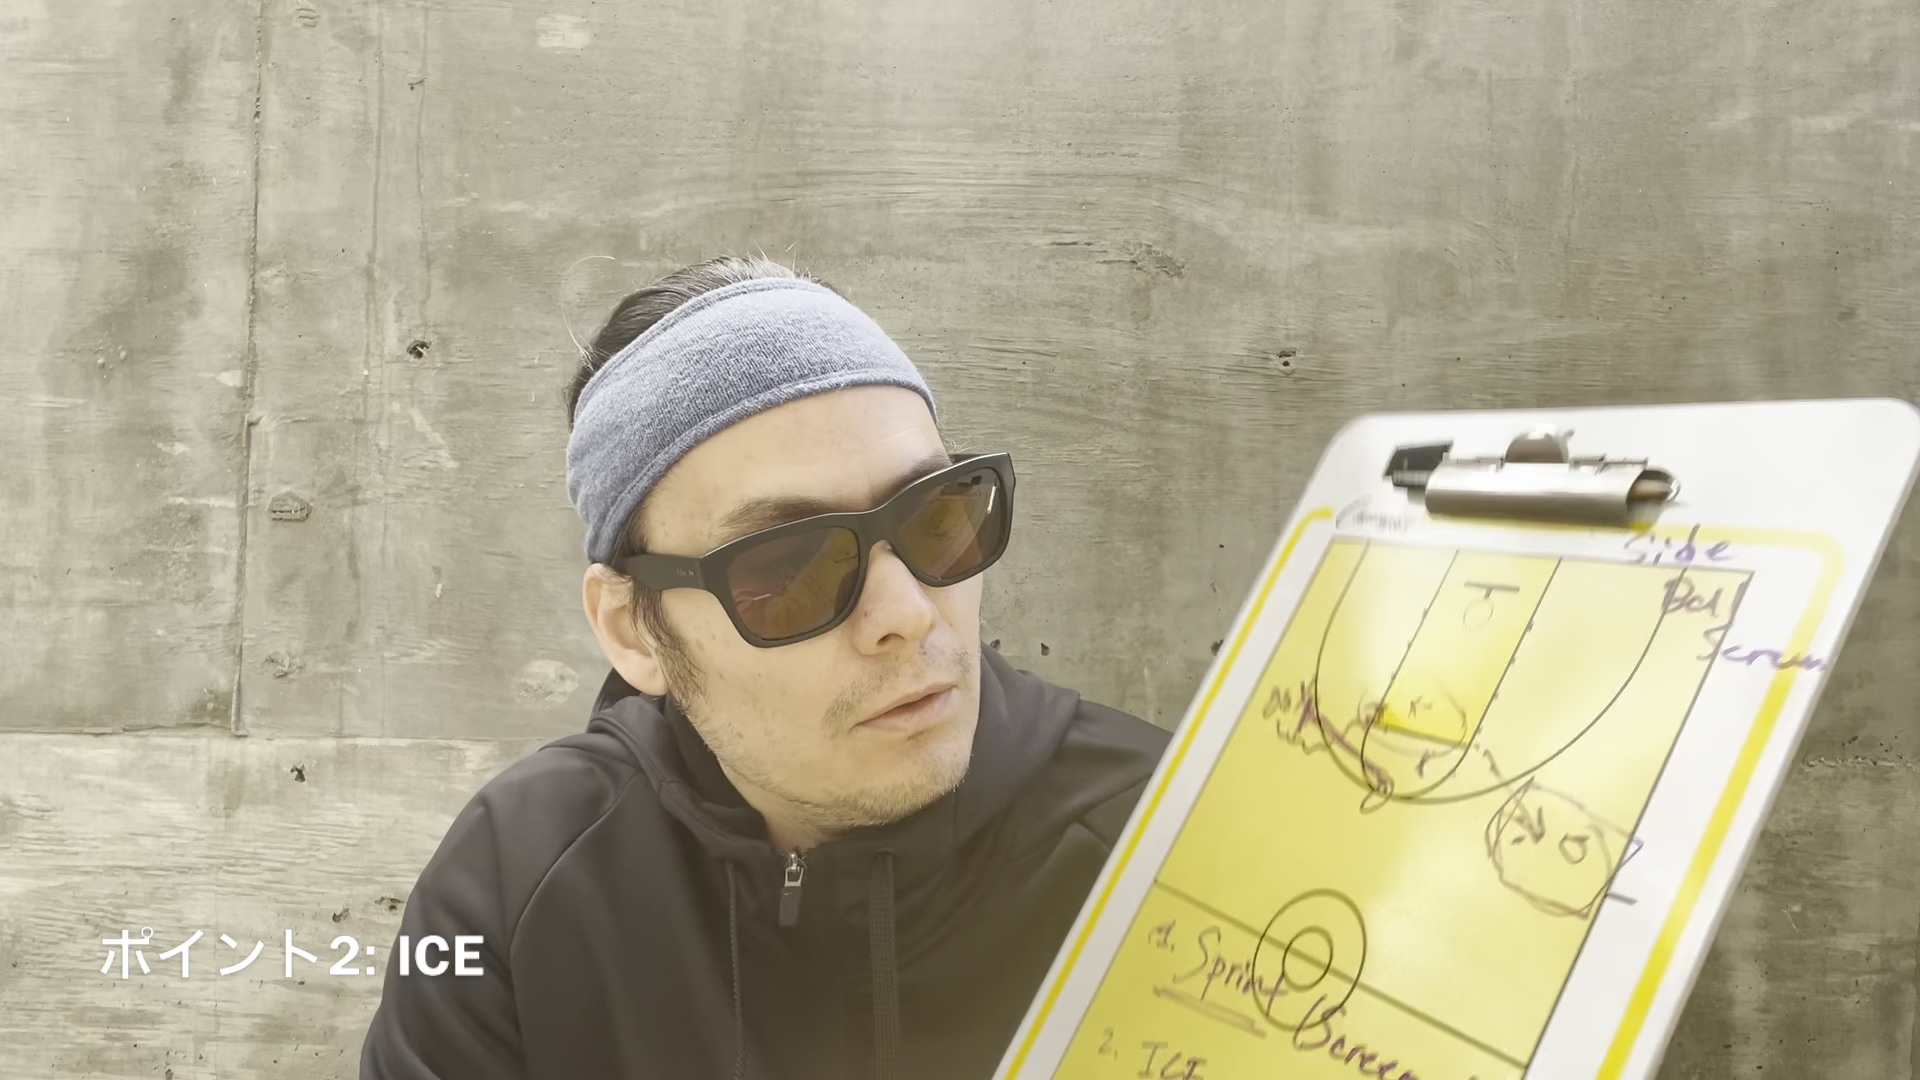 Side
Ball
Screen
1. Sprint Screen
2. ICE
ポイント2: ICE